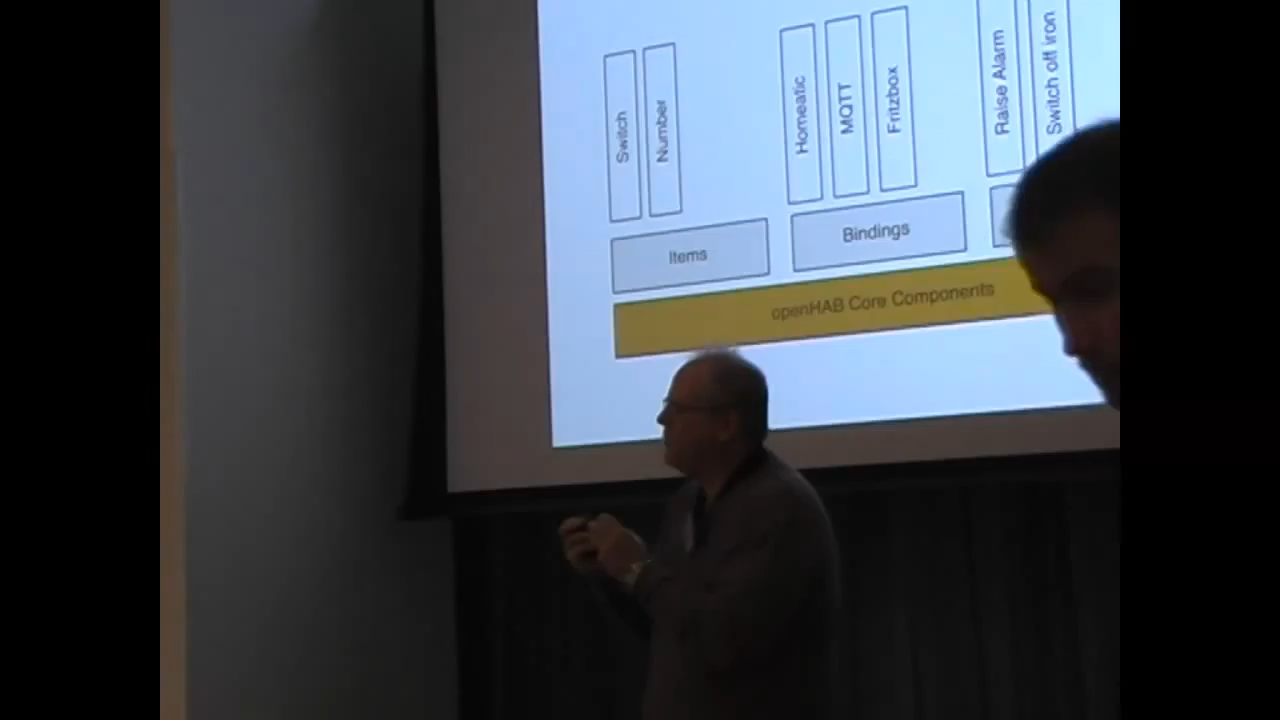 Switch
Number
Homeatic
MQTT
Fritzbox
Raise Alarm
Switch off iron
Items
Bindings
openHAB Core Components